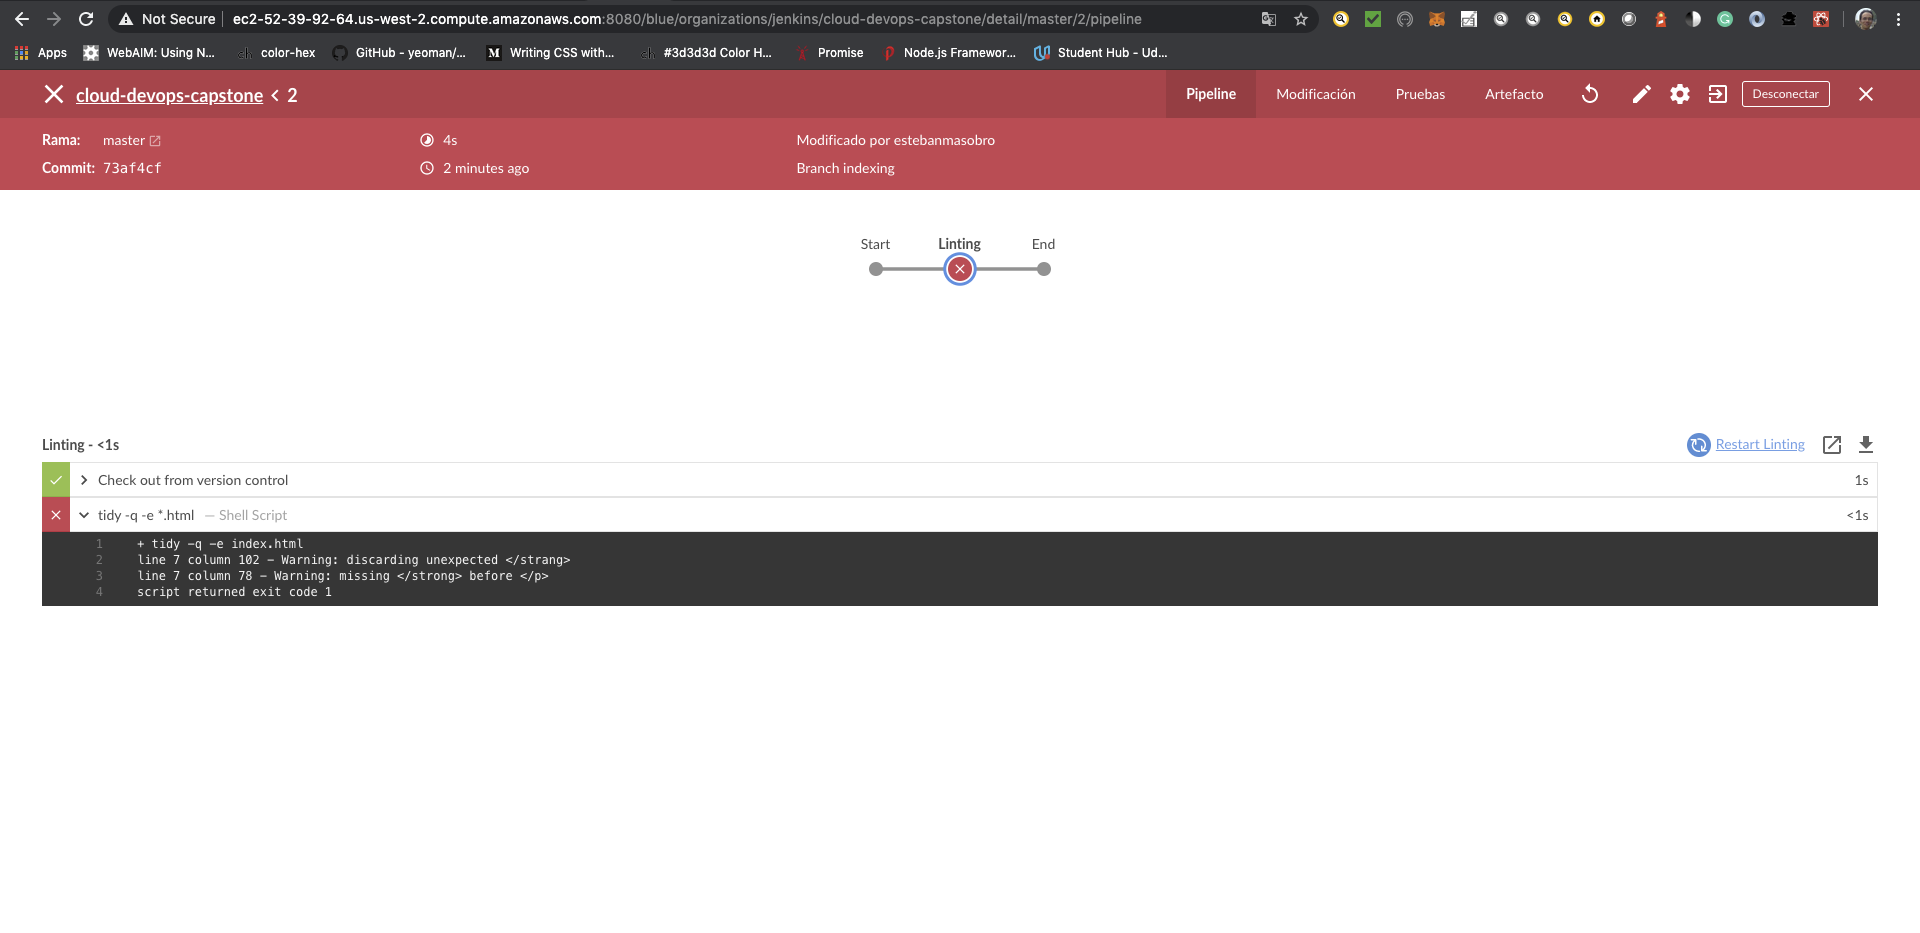 Not Secure ec2-52-39-92-64.us-west-2.compute.amazonaws.com:8080/blue/organizations/jenkins/cloud-devops-capstone/detail/master/2/pipeline
Apps WebAIM: Using N... color-hex GitHub - yeoman/... Writing CSS with... #3d3d3d Color H... Promise Node.js Framewor... Student Hub - Ud...
cloud-devops-capstone < 2 Pipeline Modificación Pruebas Artefacto Desconectar
Rama: master 4s Modificado por estebanmasobro
Commit: 73af4cf 2 minutes ago Branch indexing
Start Linting End
Linting - <1s Restart Linting
Check out from version control 1s
tidy -q -e *.html — Shell Script <1s
1 + tidy -q -e index.html
2 line 7 column 102 - Warning: discarding unexpected </strang>
3 line 7 column 78 - Warning: missing </strong> before </p>
4 script returned exit code 1